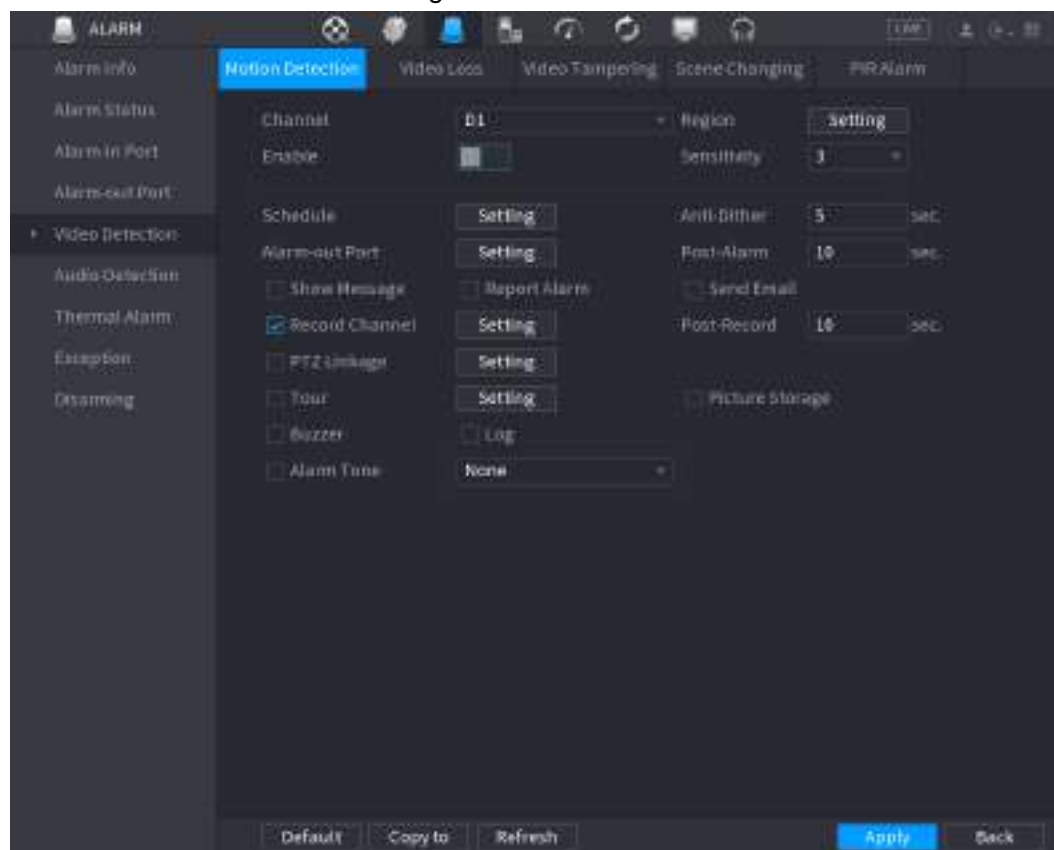 ALARM
LIVE
Alarm Info
Motion Detection
Video Loss
Video Tampering
Scene Changing
PIR Alarm
Alarm Status
Channel
D1
Region
Setting
Alarm-in Port
Enable
Sensitivity
3
Alarm-out Port
Schedule
Setting
Anti-Dither
5
sec.
Video Detection
Alarm-out Port
Setting
Post-Alarm
10
sec.
Audio Detection
Show Message
Report Alarm
Send Email
Thermal Alarm
Record Channel
Setting
Post-Record
10
sec.
Exception
PTZ Linkage
Setting
Disarming
Tour
Setting
Picture Storage
Buzzer
Log
Alarm Tone
None
Default
Copy to
Refresh
Apply
Back